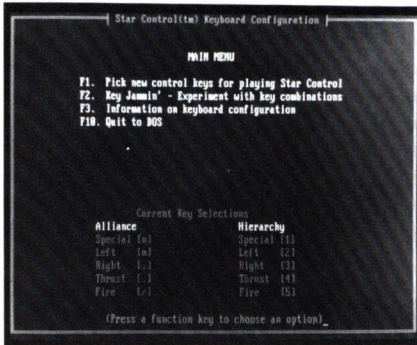 Star Control(tm) Keyboard Configuration
MAIN MENU
F1. Pick new control keys for playing Star Control
F2. Key Jammin' - Experiment with key combinations
F3. Information on keyboard configuration
F10. Quit to DOS
Current Key Selections
Alliance Hierarchy
Special [n] Special [1]
Left [m] Left [2]
Right [,] Right [3]
Thrust [.] Thrust [4]
Fire [/] Fire [5]
(Press a function key to choose an option)_